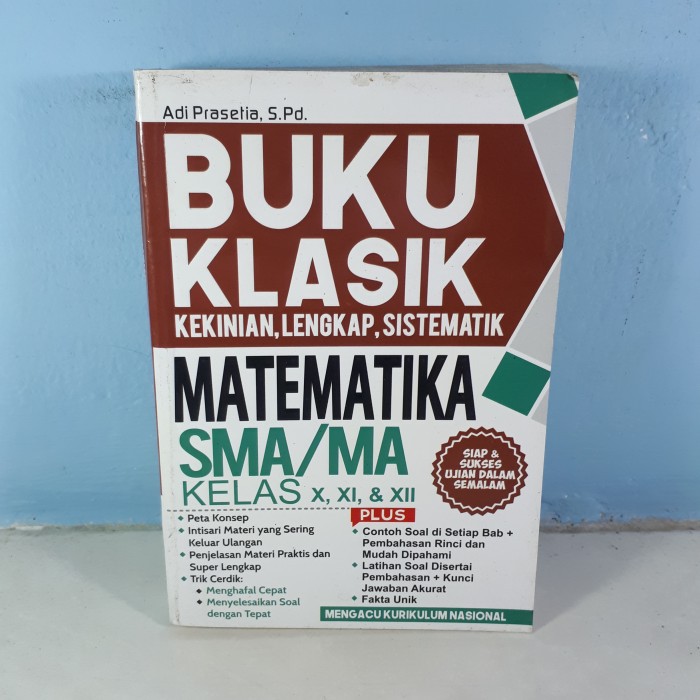 Adi Prasetia, S.Pd.
BUKU
KLASIK
KEKINIAN, LENGKAP, SISTEMATIK
MATEMATIKA
SMA/MA
KELAS X, XI, & XII
SIAP &
SUKSES
UJIAN DALAM
SEMALAM
• Peta Konsep
• Intisari Materi yang Sering
Keluar Ulangan
• Penjelasan Materi Praktis dan
Super Lengkap
• Trik Cerdik:
◆ Menghafal Cepat
◆ Menyelesaikan Soal
dengan Tepat
PLUS
• Contoh Soal di Setiap Bab +
Pembahasan Rinci dan
Mudah Dipahami
• Latihan Soal Disertai
Pembahasan + Kunci
Jawaban Akurat
• Fakta Unik
MENGACU KURIKULUM NASIONAL